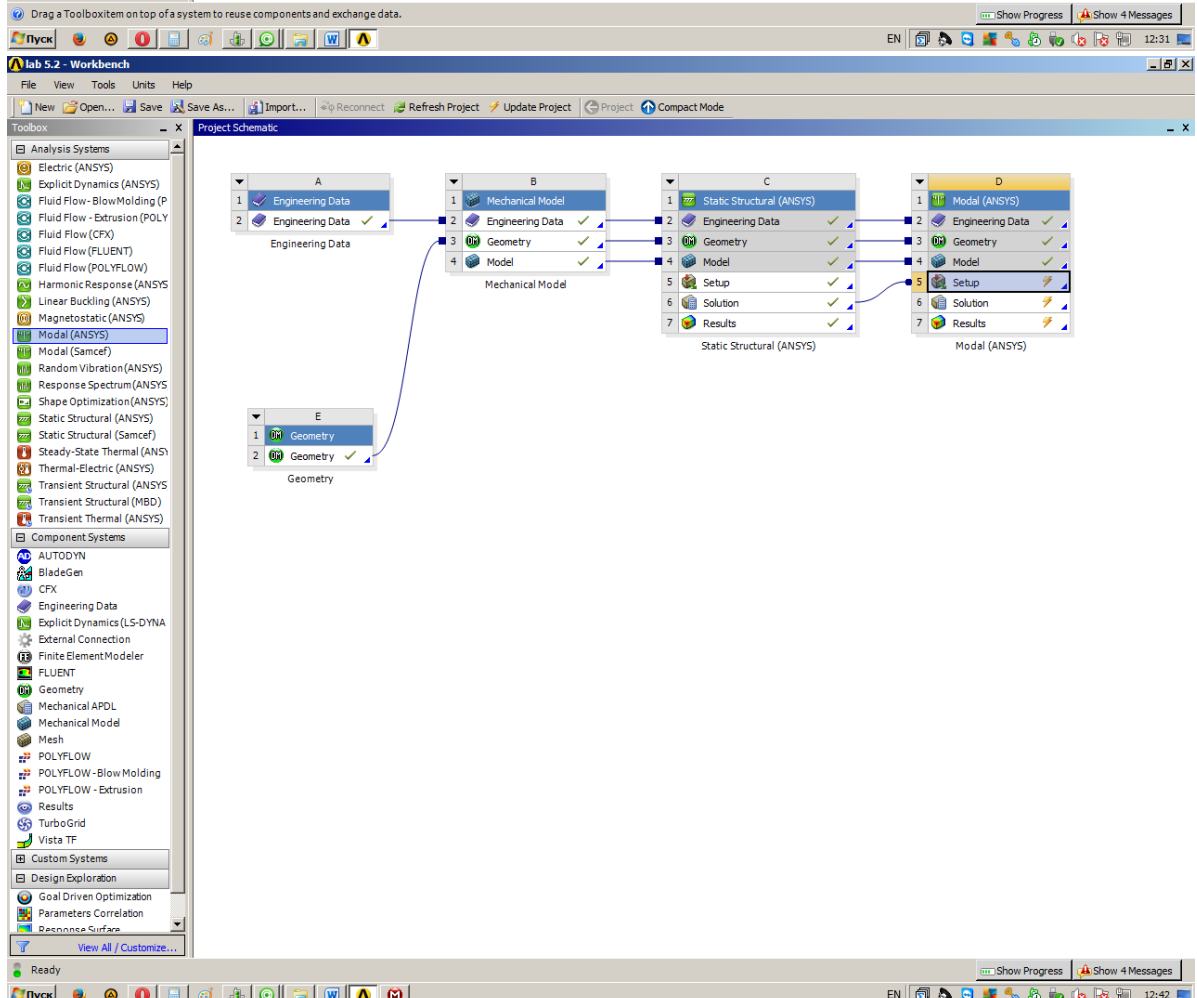 Drag a Toolbox item on top of a system to reuse components and exchange data.
Show Progress
Show 4 Messages
Пуск
EN
12:31
lab 5.2 - Workbench
File View Tools Units Help
New Open... Save Save As... Import... Reconnect Refresh Project Update Project Project Compact Mode
Toolbox
Project Schematic
Analysis Systems
Electric (ANSYS)
Explicit Dynamics (ANSYS)
Fluid Flow - BlowMolding (P
Fluid Flow - Extrusion (POLY
Fluid Flow (CFX)
Fluid Flow (FLUENT)
Fluid Flow (POLYFLOW)
Harmonic Response (ANSYS
Linear Buckling (ANSYS)
Magnetostatic (ANSYS)
Modal (ANSYS)
Modal (Samcef)
Random Vibration (ANSYS)
Response Spectrum (ANSYS
Shape Optimization (ANSYS)
Static Structural (ANSYS)
Static Structural (Samcef)
Steady-State Thermal (ANSY
Thermal-Electric (ANSYS)
Transient Structural (ANSYS
Transient Structural (MBD)
Transient Thermal (ANSYS)
Component Systems
AUTODYN
BladeGen
CFX
Engineering Data
Explicit Dynamics (LS-DYNA
External Connection
Finite Element Modeler
FLUENT
Geometry
Mechanical APDL
Mechanical Model
Mesh
POLYFLOW
POLYFLOW - Blow Molding
POLYFLOW - Extrusion
Results
TurboGrid
Vista TF
Custom Systems
Design Exploration
Goal Driven Optimization
Parameters Correlation
Response Surface
View All / Customize...
A
1 Engineering Data
2 Engineering Data
Engineering Data
B
1 Mechanical Model
2 Engineering Data
3 Geometry
4 Model
Mechanical Model
C
1 Static Structural (ANSYS)
2 Engineering Data
3 Geometry
4 Model
5 Setup
6 Solution
7 Results
Static Structural (ANSYS)
D
1 Modal (ANSYS)
2 Engineering Data
3 Geometry
4 Model
5 Setup
6 Solution
7 Results
Modal (ANSYS)
E
1 Geometry
2 Geometry
Geometry
Ready
Show Progress
Show 4 Messages
Пуск
EN
12:42